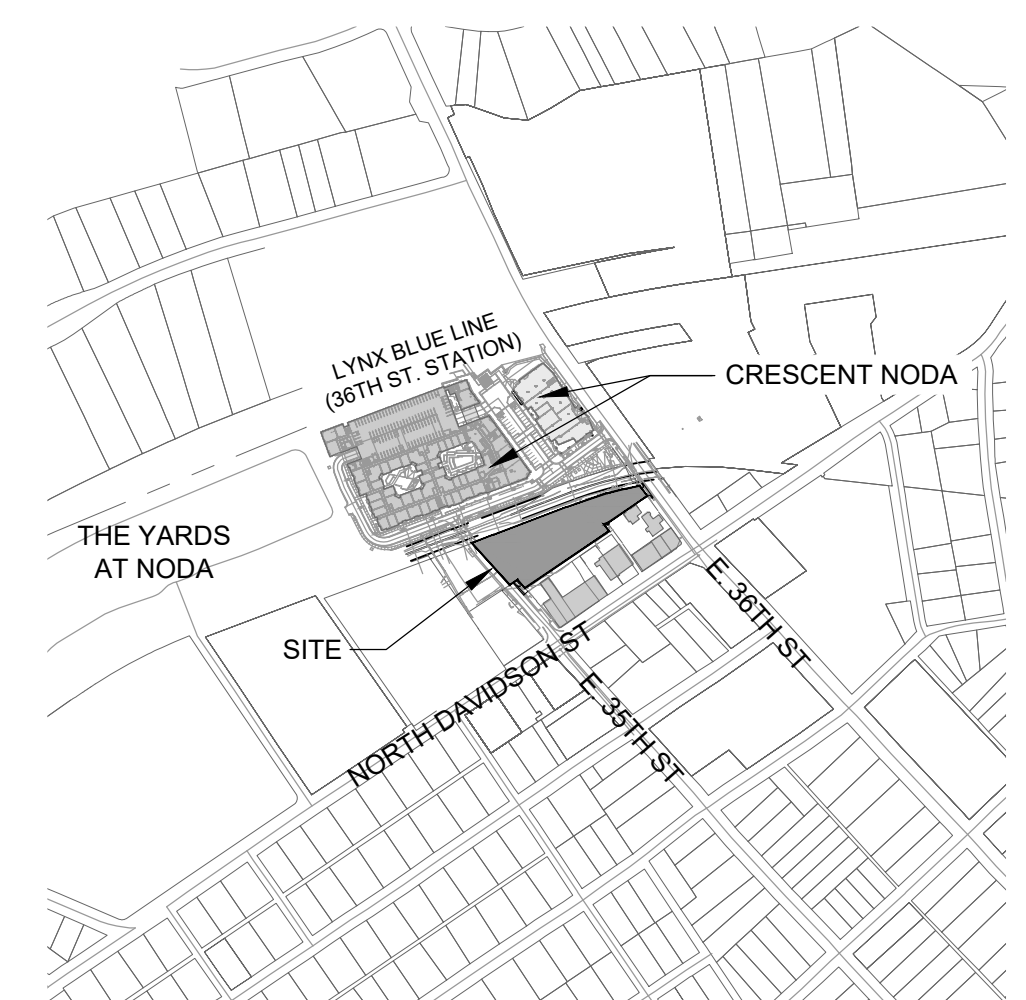 LYNX BLUE LINE
(36TH ST. STATION)
CRESCENT NODA
THE YARDS
AT NODA
SITE
E. 36TH ST
NORTH DAVIDSON ST
E. 35TH ST